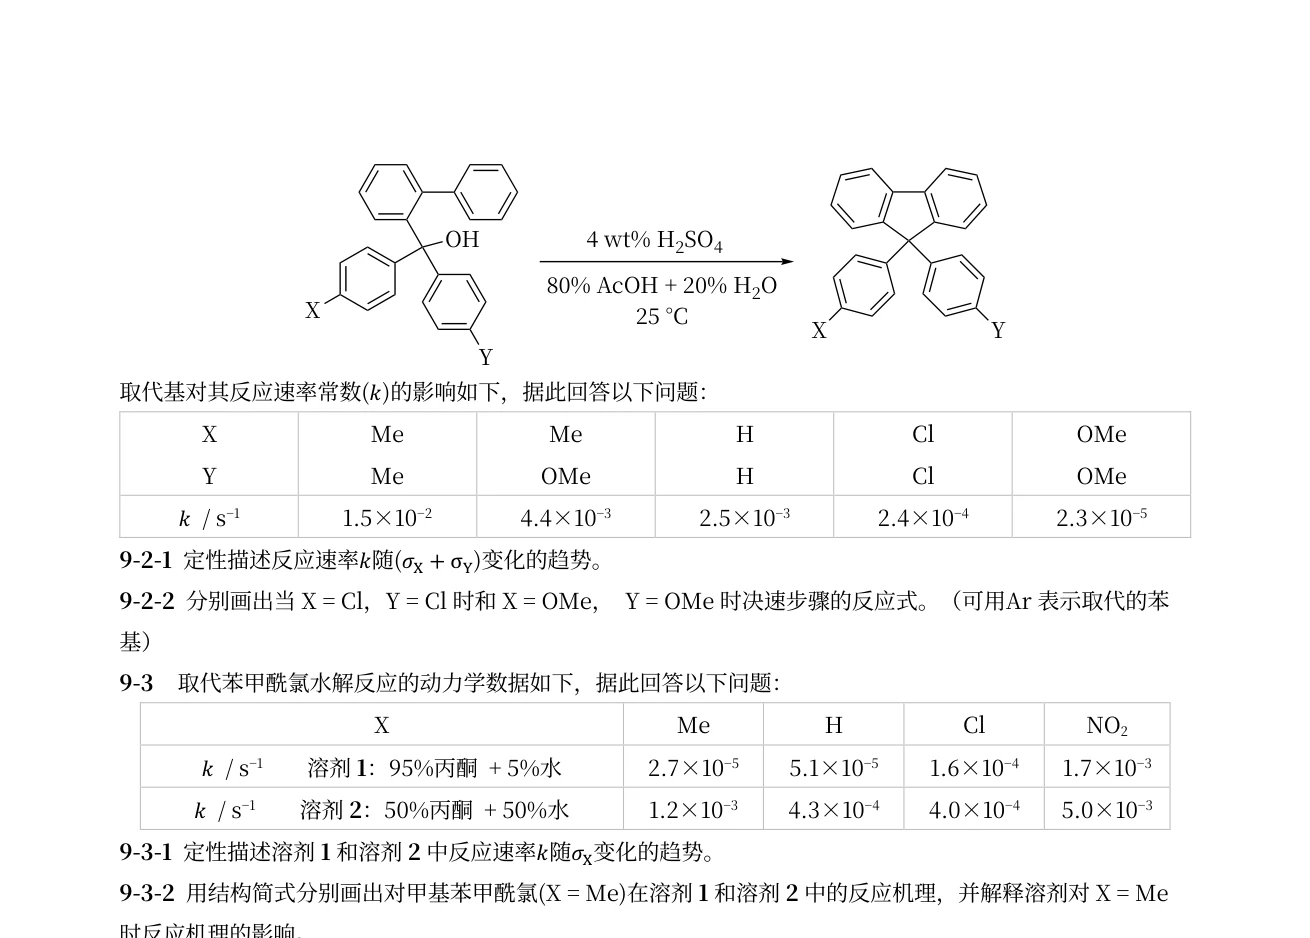 OH
X
Y
4 wt% H₂SO₄
80% AcOH + 20% H₂O
25 °C
X
Y
取代基对其反应速率常数(k)的影响如下，据此回答以下问题：
X Me Me H Cl OMe
Y Me OMe H Cl OMe
k / s⁻¹ 1.5×10⁻² 4.4×10⁻³ 2.5×10⁻³ 2.4×10⁻⁴ 2.3×10⁻⁵
9-2-1 定性描述反应速率k随(σX + σY)变化的趋势。
9-2-2 分别画出当 X = Cl，Y = Cl 时和 X = OMe， Y = OMe 时决速步骤的反应式。（可用Ar 表示取代的苯
基）
9-3 取代苯甲酰氯水解反应的动力学数据如下，据此回答以下问题：
X Me H Cl NO₂
k / s⁻¹ 溶剂 1：95%丙酮 + 5%水 2.7×10⁻⁵ 5.1×10⁻⁵ 1.6×10⁻⁴ 1.7×10⁻³
k / s⁻¹ 溶剂 2：50%丙酮 + 50%水 1.2×10⁻³ 4.3×10⁻⁴ 4.0×10⁻⁴ 5.0×10⁻³
9-3-1 定性描述溶剂 1 和溶剂 2 中反应速率k随σX变化的趋势。
9-3-2 用结构简式分别画出对甲基苯甲酰氯(X = Me)在溶剂 1 和溶剂 2 中的反应机理，并解释溶剂对 X = Me
时反应机理的影响。